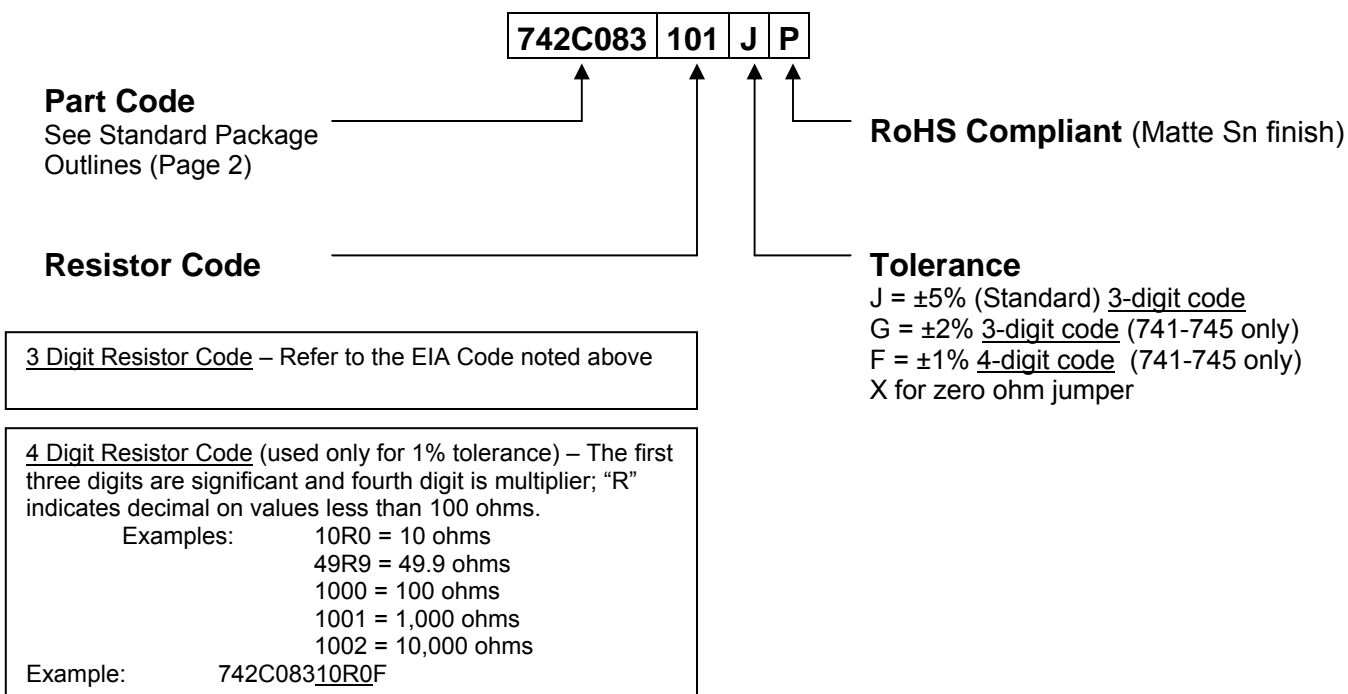 742C083 101 J P
Part Code
See Standard Package
Outlines (Page 2)
RoHS Compliant (Matte Sn finish)
Resistor Code
Tolerance
J = ±5% (Standard) 3-digit code
G = ±2% 3-digit code (741-745 only)
F = ±1% 4-digit code (741-745 only)
X for zero ohm jumper
3 Digit Resistor Code – Refer to the EIA Code noted above
4 Digit Resistor Code (used only for 1% tolerance) – The first
three digits are significant and fourth digit is multiplier; “R”
indicates decimal on values less than 100 ohms.
Examples: 10R0 = 10 ohms
49R9 = 49.9 ohms
1000 = 100 ohms
1001 = 1,000 ohms
1002 = 10,000 ohms
Example: 742C08310R0F